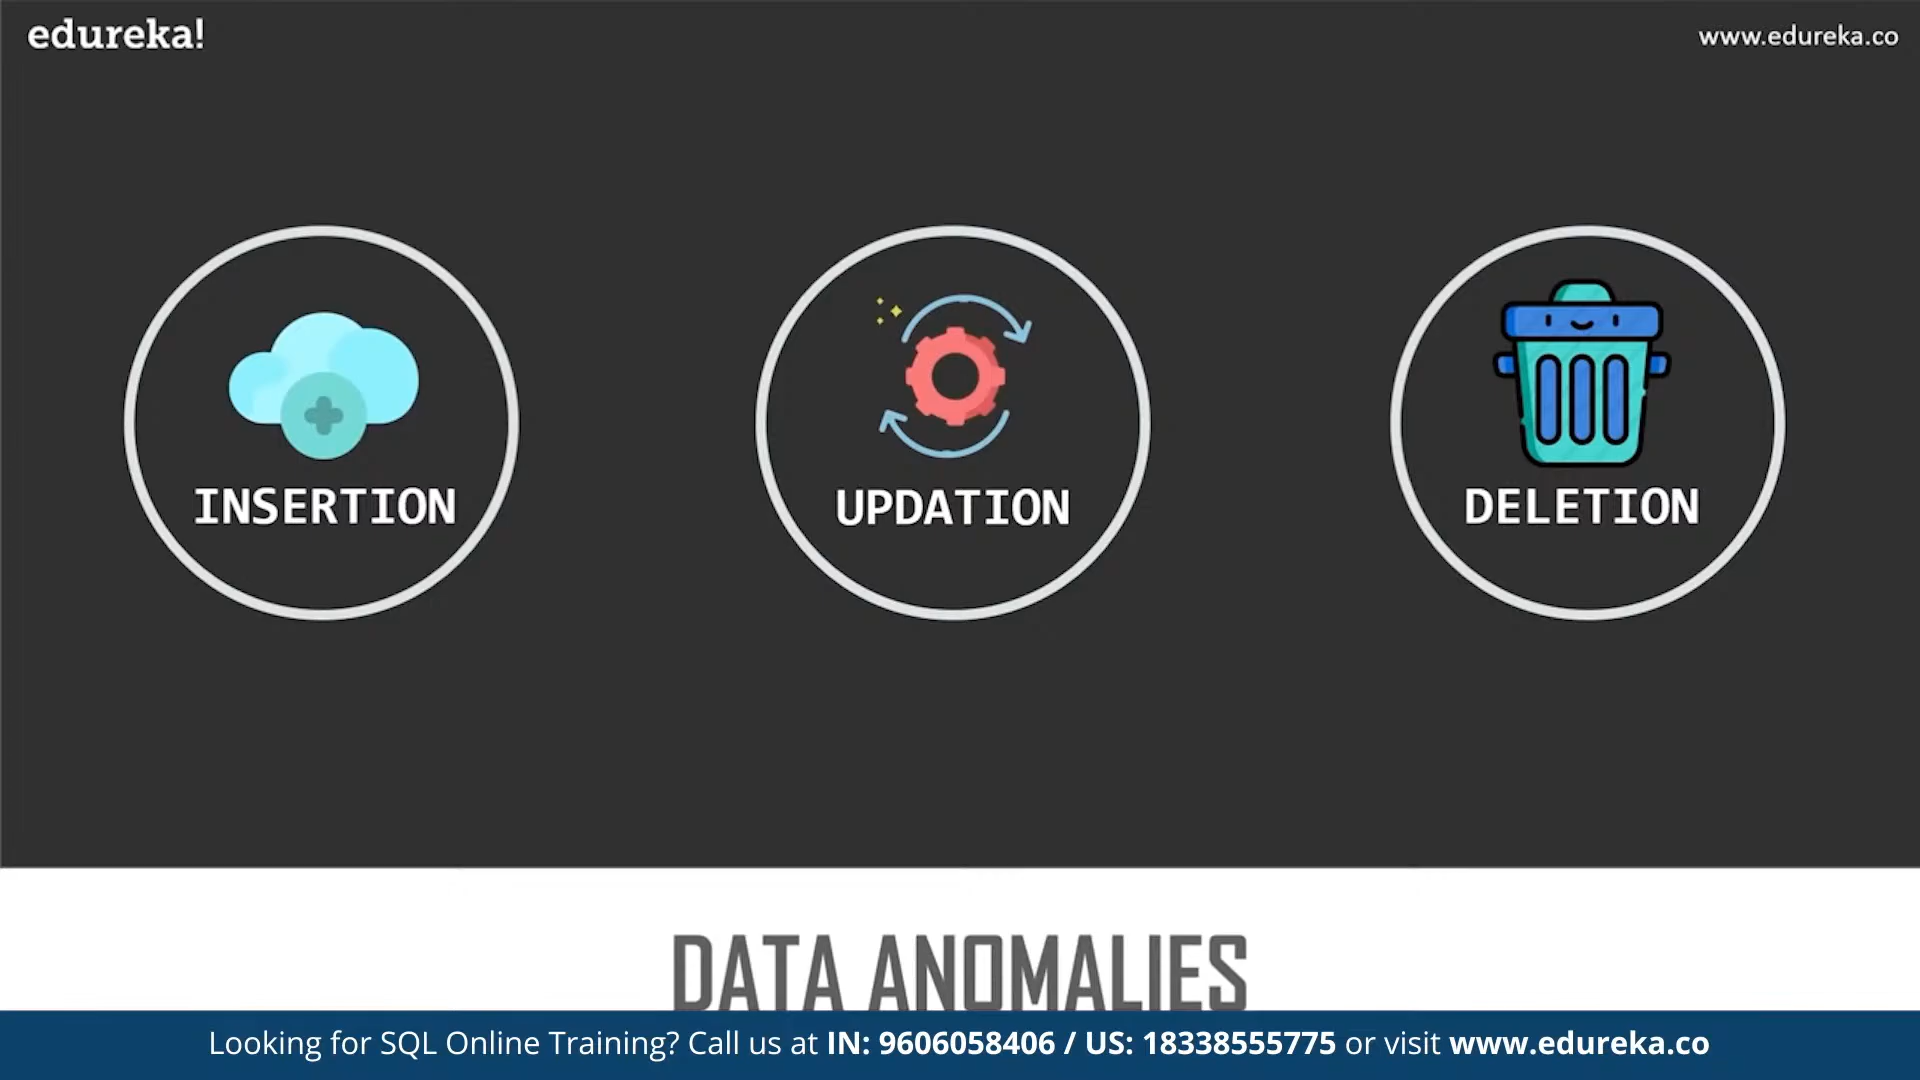 edureka!
www.edureka.co
INSERTION
UPDATION
DELETION
DATA ANOMALIES
Looking for SQL Online Training? Call us at IN: 9606058406 / US: 18338555775 or visit www.edureka.co